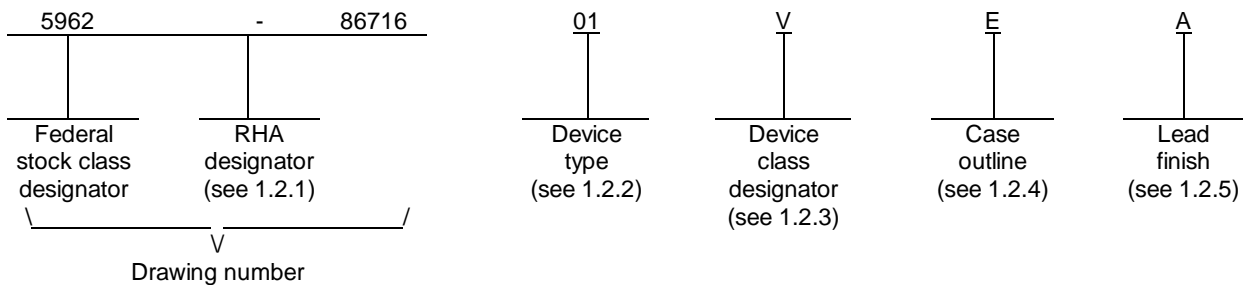 5962 - 86716 01 V E A
Federal stock class designator
RHA designator (see 1.2.1)
Device type (see 1.2.2)
Device class designator (see 1.2.3)
Case outline (see 1.2.4)
Lead finish (see 1.2.5)
\ /
\/
Drawing number